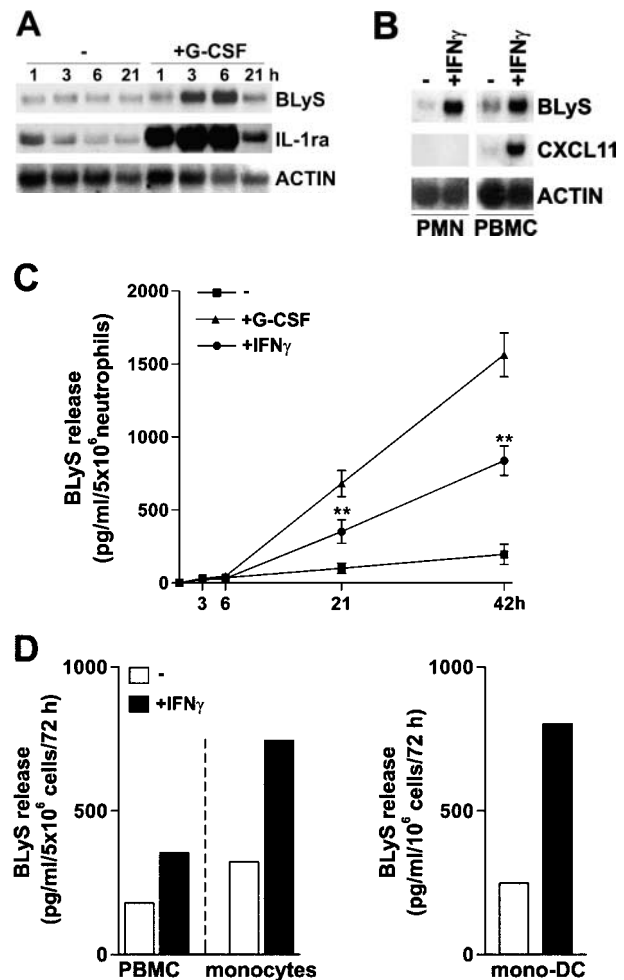 A
- +G-CSF
1 3 6 21 1 3 6 21 h
BLyS
IL-1ra
ACTIN
B
- +IFNγ - +IFNγ
BLyS
CXCL11
ACTIN
PMN PBMC
C
BLyS release
(pg/ml/5x10⁶neutrophils)
2000
1500
1000
500
0
-
+G-CSF
+IFNγ
**
**
3 6 21 42h
D
BLyS release
(pg/ml/5x10⁶ cells/72 h)
1000
500
0
-
+IFNγ
PBMC monocytes
BLyS release
(pg/ml/10⁶ cells/72 h)
1000
500
0
mono-DC